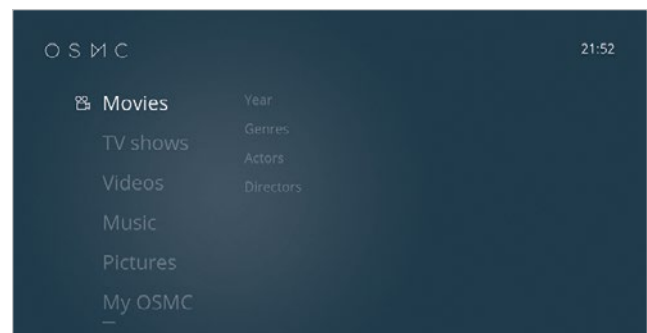 OSMC
21:52
Movies
TV shows
Videos
Music
Pictures
My OSMC
Year
Genres
Actors
Directors